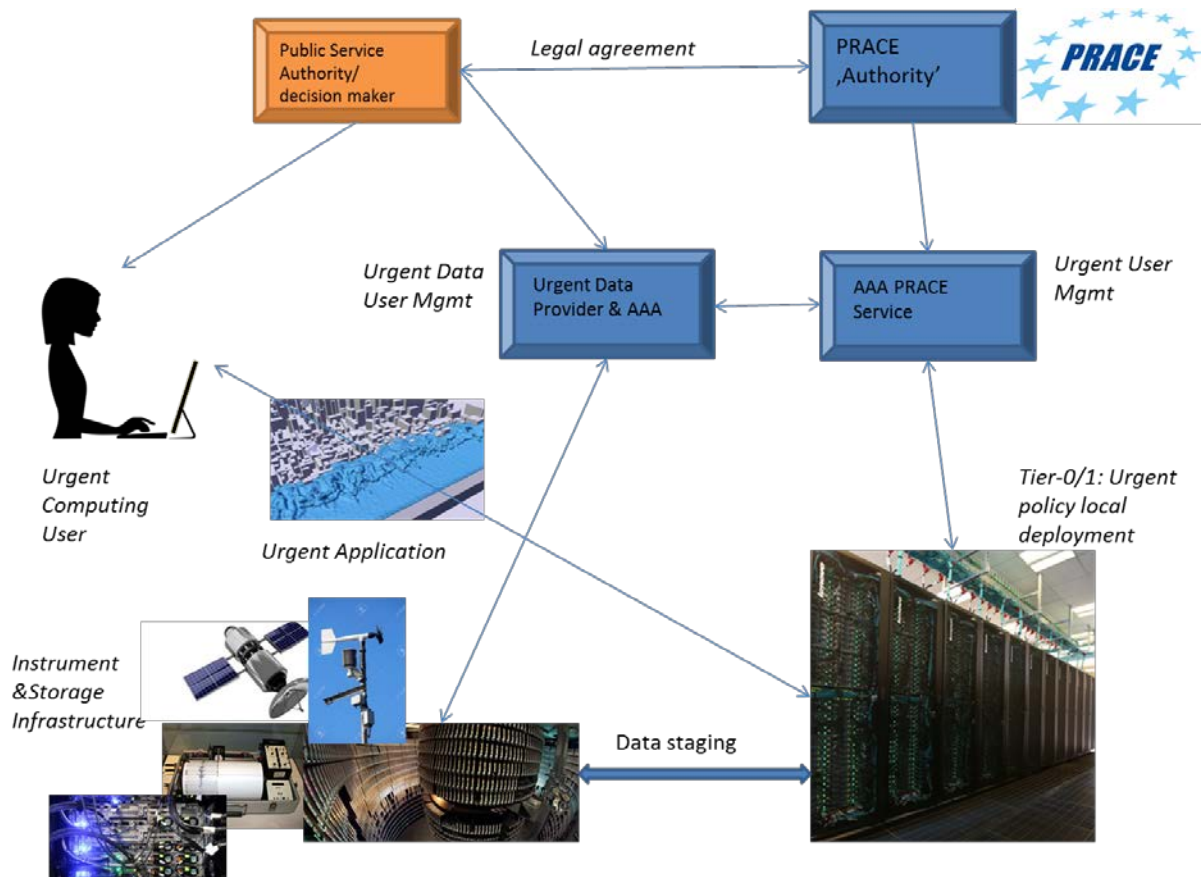 Public Service
Authority/
decision maker
Legal agreement
PRACE
‚Authority’
PRACE
Urgent Data
User Mgmt
Urgent Data
Provider & AAA
AAA PRACE
Service
Urgent User
Mgmt
Urgent
Computing
User
Urgent Application
Tier-0/1: Urgent
policy local
deployment
Instrument
&Storage
Infrastructure
Data staging